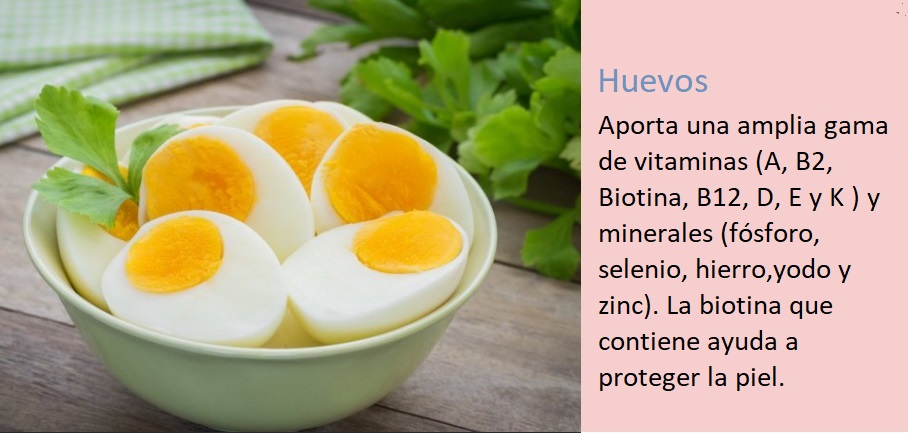 Huevos
Aporta una amplia gama
de vitaminas (A, B2,
Biotina, B12, D, E y K ) y
minerales (fósforo,
selenio, hierro,yodo y
zinc). La biotina que
contiene ayuda a
proteger la piel.